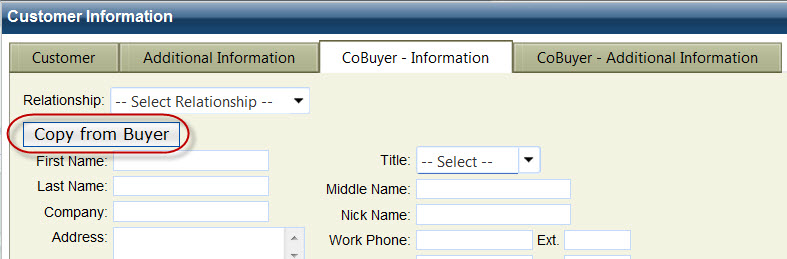 Customer Information
Customer Additional Information CoBuyer - Information CoBuyer - Additional Information
Relationship: -- Select Relationship --
Copy from Buyer
First Name: Title: -- Select --
Last Name: Middle Name:
Company: Nick Name:
Address: Work Phone: Ext.